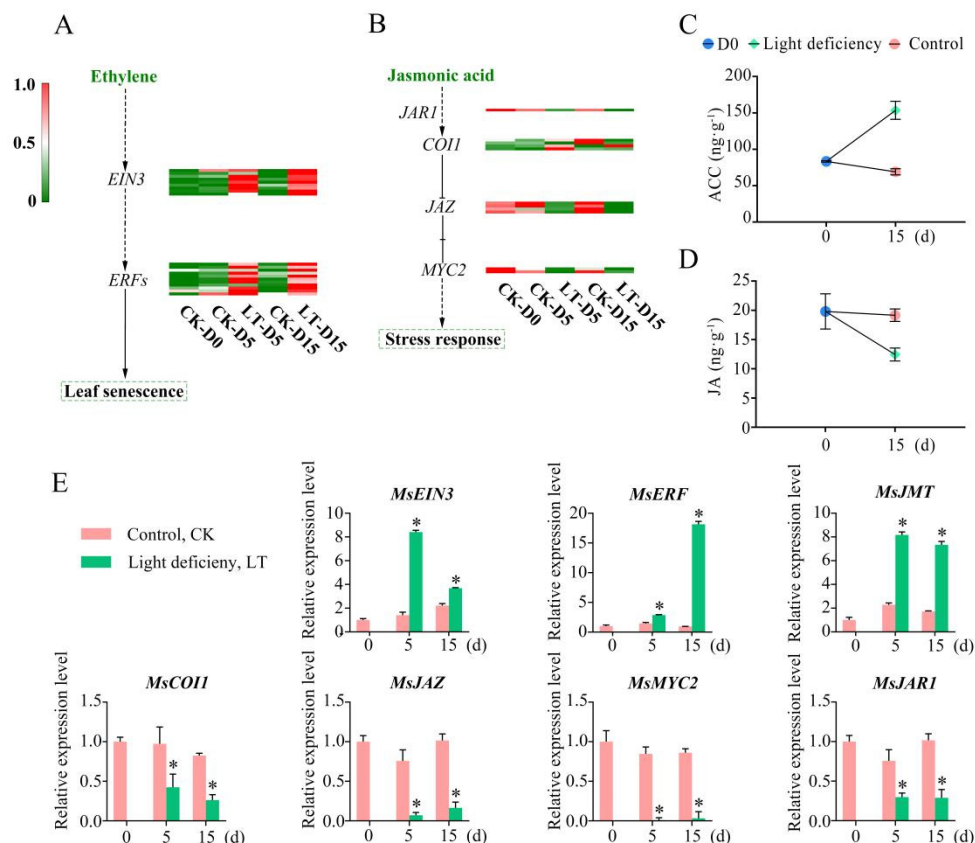 A
Ethylene
1.0
0.5
0
EIN3
ERFs
CK-D0
CK-D5
LT-D5
CK-D15
LT-D15
Leaf senescence
B
Jasmonic acid
JAR1
COI1
JAZ
MYC2
CK-D0
CK-D5
LT-D5
CK-D15
LT-D15
Stress response
C
D0 Light deficiency Control
ACC (ng·g⁻¹)
200
150
100
50
0
0 15 (d)
D
JA (ng·g⁻¹)
25
20
15
10
5
0
0 15 (d)
E
Control, CK
Light deficieny, LT
MsEIN3
Relative expression level
10
8
6
4
2
0
* *
0 5 15 (d)
MsERF
Relative expression level
20
15
10
5
0
* *
0 5 15 (d)
MsJMT
Relative expression level
10
8
6
4
2
0
* *
0 5 15 (d)
MsCOI1
Relative expression level
1.5
1.0
0.5
0.0
* *
0 5 15 (d)
MsJAZ
Relative expression level
1.5
1.0
0.5
0.0
* *
0 5 15 (d)
MsMYC2
Relative expression level
1.5
1.0
0.5
0.0
* *
0 5 15 (d)
MsJAR1
Relative expression level
1.5
1.0
0.5
0.0
* *
0 5 15 (d)